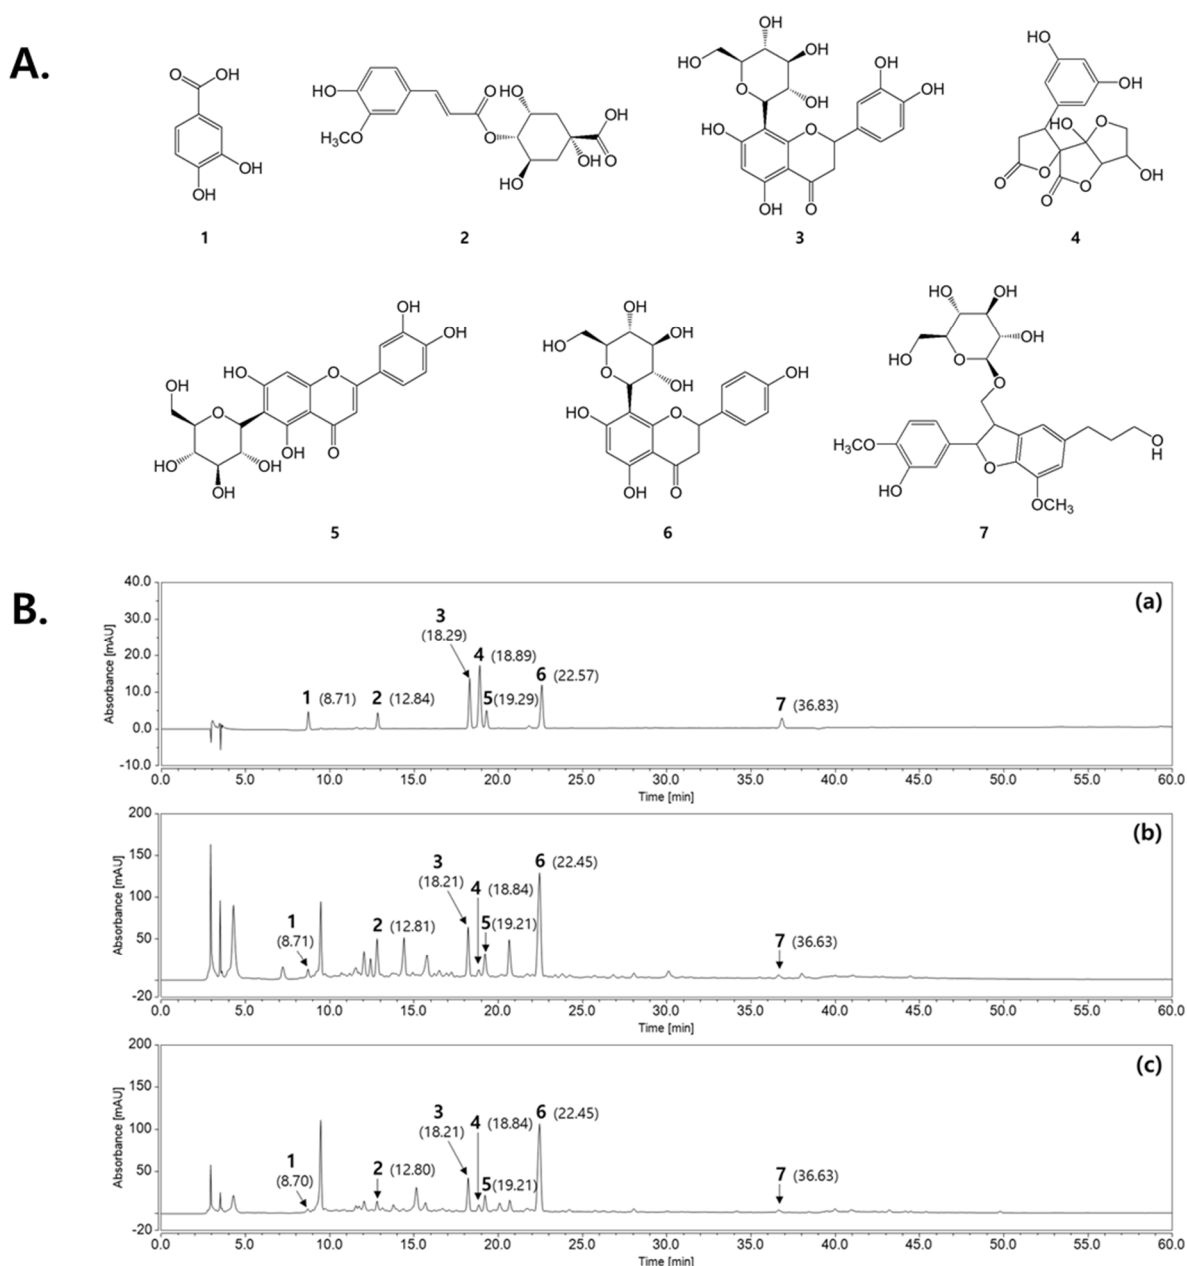 A.
O
OH
OH
OH
1
HO
H₃CO
O
O
OH
OH
OH
O
HO
2
OH
OH
HO
O
OH
HO
O
OH
O
OH
OH
3
HO
OH
HO
O
O
O
O
O
OH
4
OH
OH
HO
O
OH
O
HO
OH
OH
OH
O
5
OH
OH
HO
O
OH
HO
O
OH
O
OH
6
HO
OH
OH
HO
O
O
H₃CO
O
HO
OCH₃
O
H
7
B.
(a)
Absorbance [mAU]
40.0
30.0
20.0
10.0
0.0
-10.0
1 (8.71)
2 (12.84)
3
(18.29)
4 (18.89)
5(19.29)
6 (22.57)
7 (36.83)
0.0 5.0 10.0 15.0 20.0 25.0 30.0 35.0 40.0 45.0 50.0 55.0 60.0
Time [min]
(b)
Absorbance [mAU]
200
150
100
50
-20
1
(8.71)
2 (12.81)
3
(18.21)
4 (18.84)
5(19.21)
6 (22.45)
7 (36.63)
0.0 5.0 10.0 15.0 20.0 25.0 30.0 35.0 40.0 45.0 50.0 55.0 60.0
Time [min]
(c)
Absorbance [mAU]
200
150
100
50
-20
1
(8.70)
2 (12.80)
3
(18.21)
4 (18.84)
5(19.21)
6 (22.45)
7 (36.63)
0.0 5.0 10.0 15.0 20.0 25.0 30.0 35.0 40.0 45.0 50.0 55.0 60.0
Time [min]